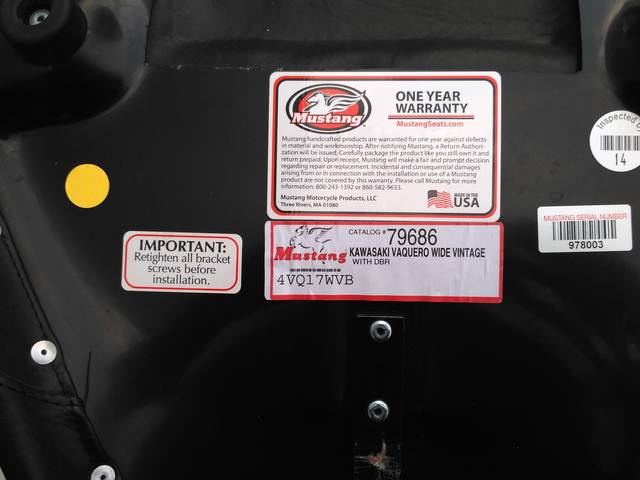 Mustang
ONE YEAR
WARRANTY
MustangSeats.com
Mustang handcrafted products are warranted for one year against defects
in material and workmanship. After notifying Mustang, a Return Authori-
zation will be issued. Carefully package the product like you still own it and
return prepaid. Upon receipt, Mustang will make a fair and prompt decision
regarding repair or replacement. Incidental and consequential damages
arising from or in connection with the installation or use of a Mustang
product are not covered by this warranty. Please call Mustang for more
information: 800-243-1392 or 860-582-9633.
Mustang Motorcycle Products, LLC
Three Rivers, MA 01080
MADE IN THE
USA
Inspected b
14
MUSTANG SERIAL NUMBER
978003
IMPORTANT:
Retighten all bracket
screws before
installation.
Mustang
CATALOG # 79686
KAWASAKI VAQUERO WIDE VINTAGE
WITH DBR
4VQ17WVB